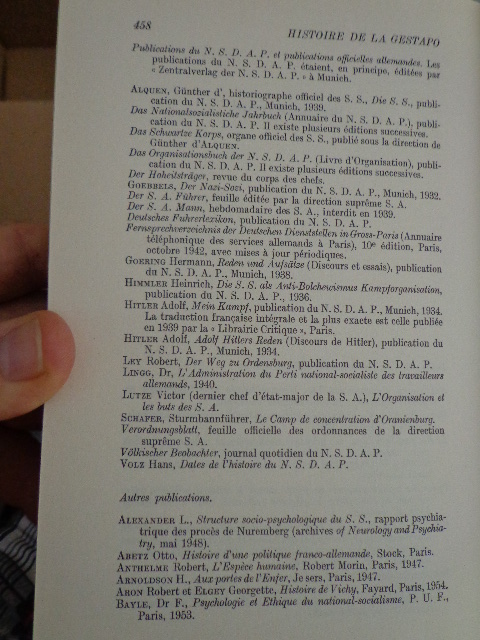 458
HISTOIRE DE LA GESTAPO
Publications du N. S. D. A. P. et publications officielles allemandes. Les
publications du N. S. D. A. P. étaient, en principe, éditées par
« Zentralverlag der N. S. D. A. P. » à Munich.
ALQUEN, Günther d', historiographe officiel des S. S., Die S. S., publi-
cation du N. S. D. A. P., Munich, 1939.
Das Nationalsozialistiche Jahrbuch (Annuaire du N. S. D. A. P.), publi-
cation du N. S. D. A. P. Il existe plusieurs éditions successives.
Das Schwartze Korps, organe officiel des S. S., publié sous la direction de
Günther d'ALQUEN.
Das Organisationsbuch der N. S. D. A. P. (Livre d'Organisation), publi-
cation du N. S. D. A. P. Il existe plusieurs éditions successives.
Der Hoheilsträges, revue du corps des chefs.
GOEBBELS, Der Nazi-Sozi, publication du N. S. D. A. P., Munich, 1932.
Der S. A. Führer, feuille éditée par la direction suprême S. A.
Der S. A. Mann, hebdomadaire des S. A., interdit en 1939.
Deutsches Führerlexikon, publication du N. S. D. A. P.
Fernsprechverzeichnis der Deutschen Dienststellen in Gross-Paris (Annuaire
téléphonique des services allemands à Paris), 10e édition, Paris,
octobre 1942, avec mises à jour périodiques.
GOERING Hermann, Reden und Aufsätze (Discours et essais), publication
du N. S. D. A. P., Munich, 1938.
HIMMLER Heinrich, Die S. S. als Anti-Bolchewismus Kampforganisation,
publication du N. S. D. A. P., 1936.
HITLER Adolf, Mein Kampf, publication du N. S. D. A. P., Munich, 1934.
La traduction française intégrale et la plus exacte est celle publiée
en 1939 par la « Librairie Critique », Paris.
HITLER Adolf, Adolf Hitlers Reden (Discours de Hitler), publication du
N. S. D. A. P., Munich, 1934.
LEY Robert, Der Weg zu Ordensburg, publication du N. S. D. A. P.
LINGG, Dr, L'Administration du Perti national-socialiste des travailleurs
allemands, 1940.
LUTZE Victor (dernier chef d'état-major de la S. A.), L'Organisation et
les buts des S. A.
SCHAFER, Sturmbannführer, Le Camp de concentration d'Oranienburg.
Verordnungsblatt, feuille officielle des ordonnances de la direction
suprême S. A.
Völkischer Beobachter, journal quotidien du N. S. D. A. P.
VOLZ Hans, Dates de l'histoire du N. S. D. A. P.
Autres publications.
ALEXANDER L., Structure socio-psychologique du S. S., rapport psychia-
trique des procès de Nuremberg (archives of Neurology and Psychia-
try, mai 1948).
ABETZ Otto, Histoire d'une politique franco-allemande, Stock, Paris.
ANTHELME Robert, L'Espèce humaine, Robert Morin, Paris, 1947.
ARNOLDSON H., Aux portes de l'Enfer, Je sers, Paris, 1947.
ARON Robert et ELGEY Georgette, Histoire de Vichy, Fayard, Paris, 1954.
BAYLE, Dr F., Psychologie et Ethique du national-socialisme, P. U. F.,
Paris, 1953.